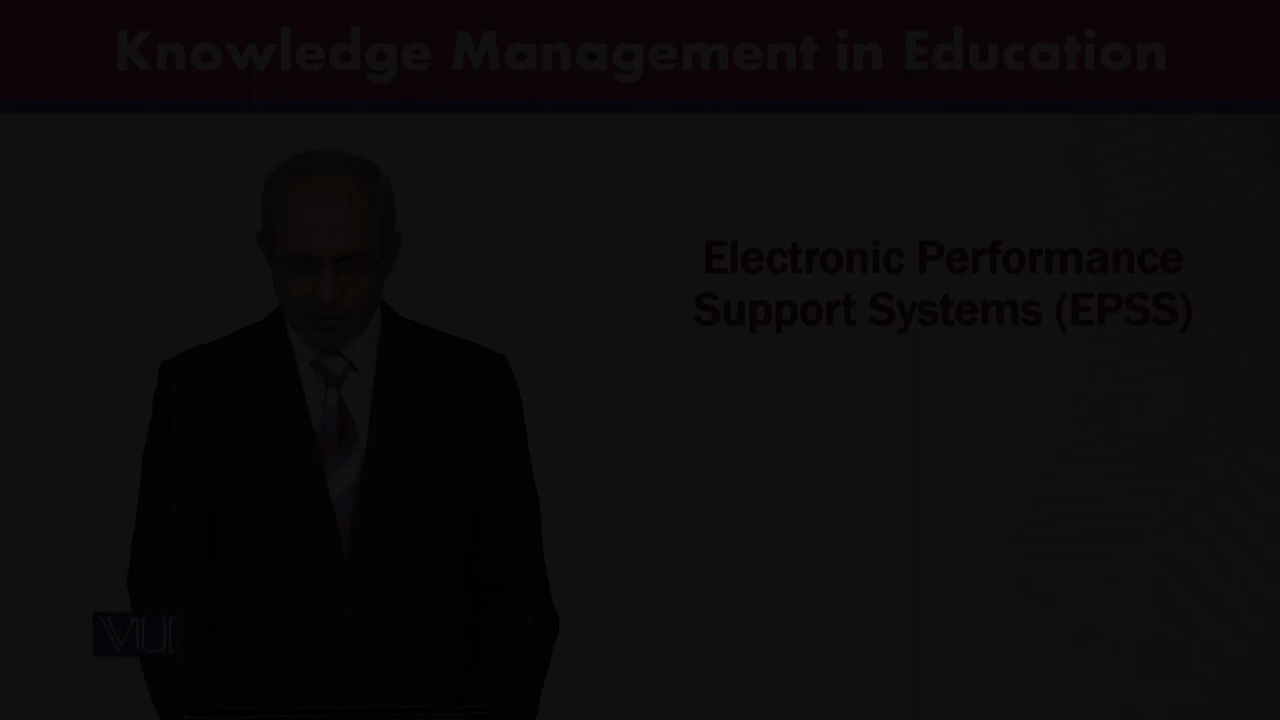 Knowledge Management in Education
Electronic Performance
Support Systems (EPSS)
VU